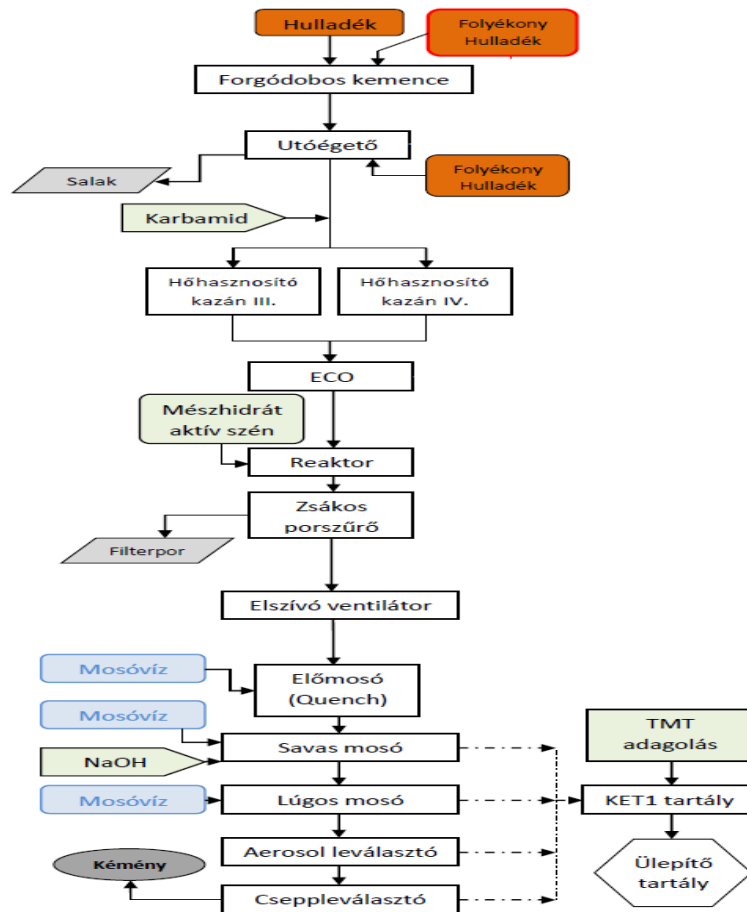 Hulladék
Folyékony
Hulladék
Forgódobos kemence
Utóégető
Salak
Folyékony
Hulladék
Karbamid
Hőhasznosító
kazán III.
Hőhasznosító
kazán IV.
ECO
Mészhidrát
aktív szén
Reaktor
Zsákos
porszűrő
Filterpor
Elszívó ventilátor
Mosóvíz
Előmosó
(Quench)
Mosóvíz
TMT
adagolás
Savas mosó
NaOH
Mosóvíz
Lúgos mosó
KET1 tartály
Aerosol leválasztó
Kémény
Ülepítő
tartály
Cseppleválasztó